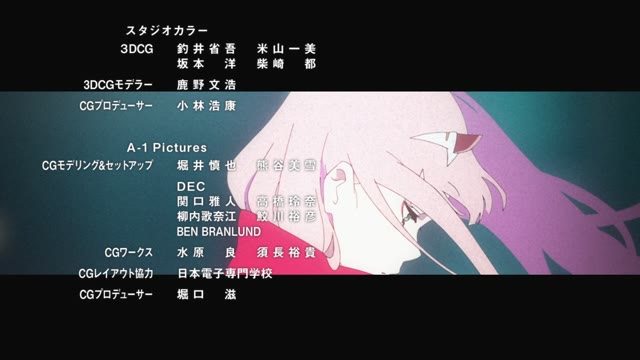 スタジオカラー
3DCG 釣井省吾 米山一美
坂本 洋 柴崎 都
3DCGモデラー 鹿野文浩
CGプロデューサー 小林浩康
A-1 Pictures
CGモデリング&セットアップ 堀井慎也 熊谷美雪
DEC
関口雅人 高橋玲奈
柳内歌奈江 鮫川裕彦
BEN BRANLUND
CGワークス 水原 良 須長裕貴
CGレイアウト協力 日本電子専門学校
CGプロデューサー 堀口 滋